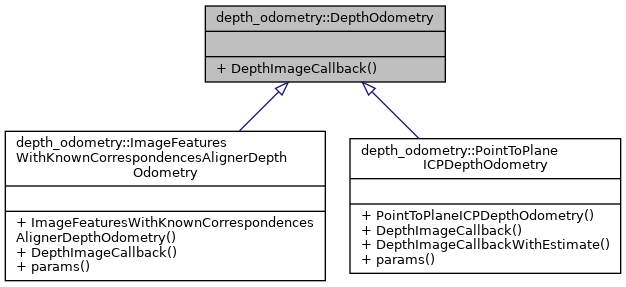 depth_odometry::DepthOdometry
+ DepthImageCallback()
depth_odometry::ImageFeatures
WithKnownCorrespondencesAlignerDepth
Odometry
+ ImageFeaturesWithKnownCorrespondences
AlignerDepthOdometry()
+ DepthImageCallback()
+ params()
depth_odometry::PointToPlane
ICPDepthOdometry
+ PointToPlaneICPDepthOdometry()
+ DepthImageCallback()
+ DepthImageCallbackWithEstimate()
+ params()